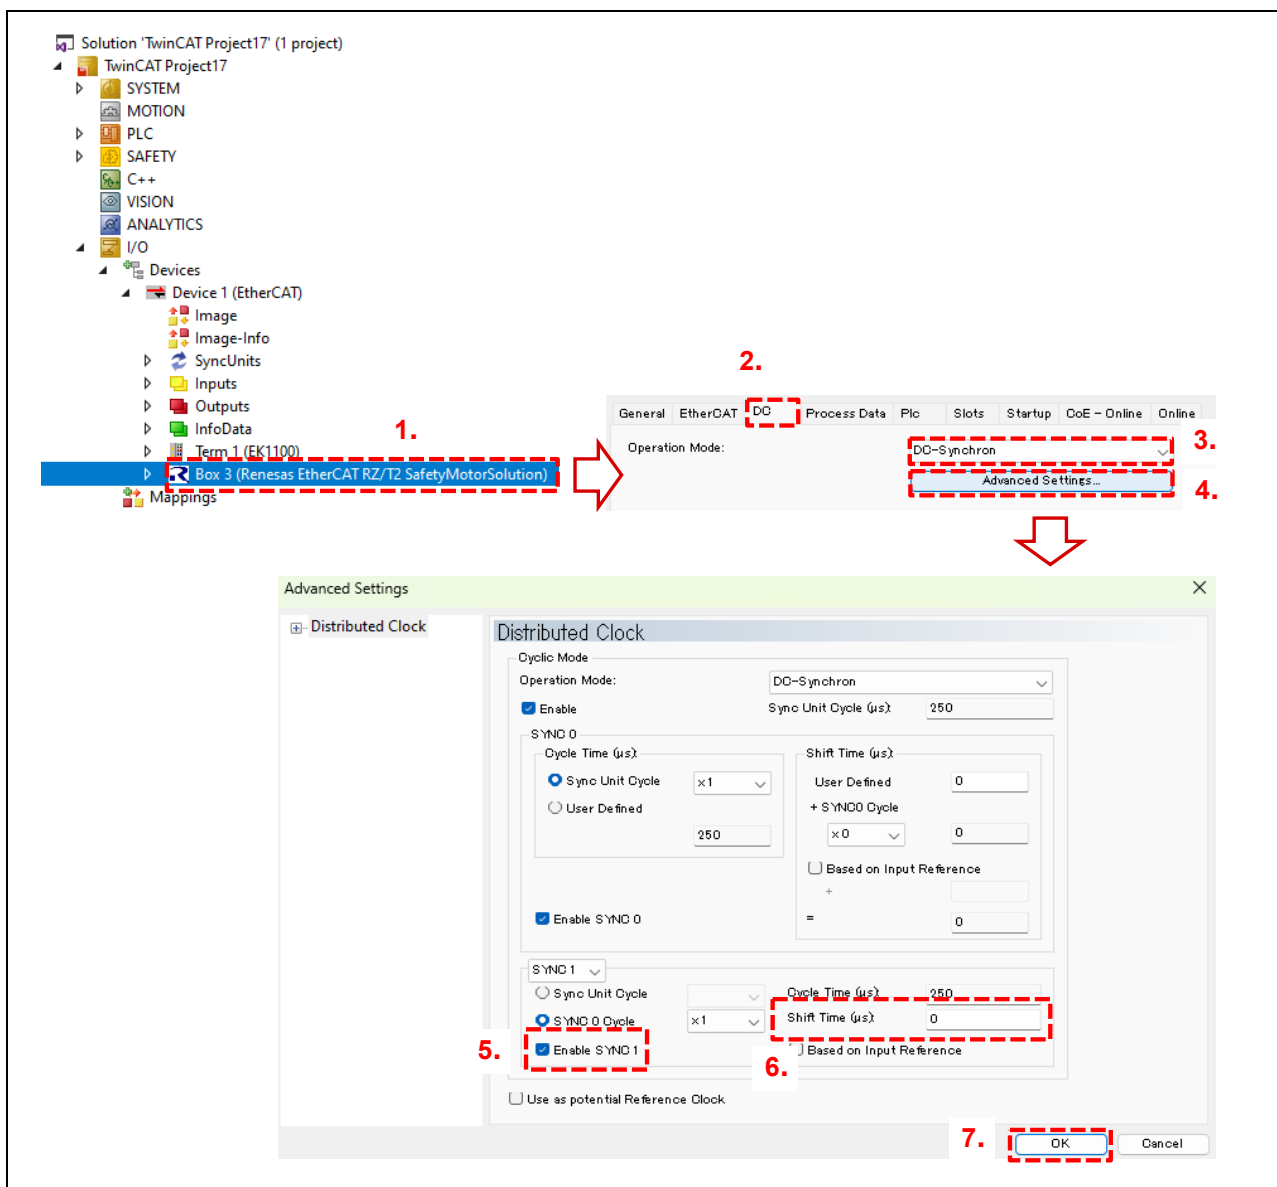 Solution 'TwinCAT Project17' (1 project)
TwinCAT Project17
SYSTEM
MOTION
PLC
SAFETY
C++
VISION
ANALYTICS
I/O
Devices
Device 1 (EtherCAT)
Image
Image-Info
SyncUnits
Inputs
Outputs
InfoData
Term 1 (EK1100)
1.
Box 3 (Renesas EtherCAT RZ/T2 SafetyMotorSolution)
Mappings
2.
General EtherCAT DC Process Data Plc Slots Startup CoE - Online Online
Operation Mode: DC-Synchron 3.
Advanced Settings... 4.
Advanced Settings
Distributed Clock
Distributed Clock
Cyclic Mode
Operation Mode: DC-Synchron
Enable Sync Unit Cycle (µs): 250
SYNC 0
Cycle Time (µs): Shift Time (µs):
Sync Unit Cycle x1 User Defined 0
User Defined + SYNC0 Cycle
250 x0 0
Based on Input Reference
+
Enable SYNC 0 = 0
SYNC 1
Sync Unit Cycle Cycle Time (µs): 250
SYNC 0 Cycle x1 Shift Time (µs): 0
5. Enable SYNC 1 6. Based on Input Reference
Use as potential Reference Clock
7. OK Cancel